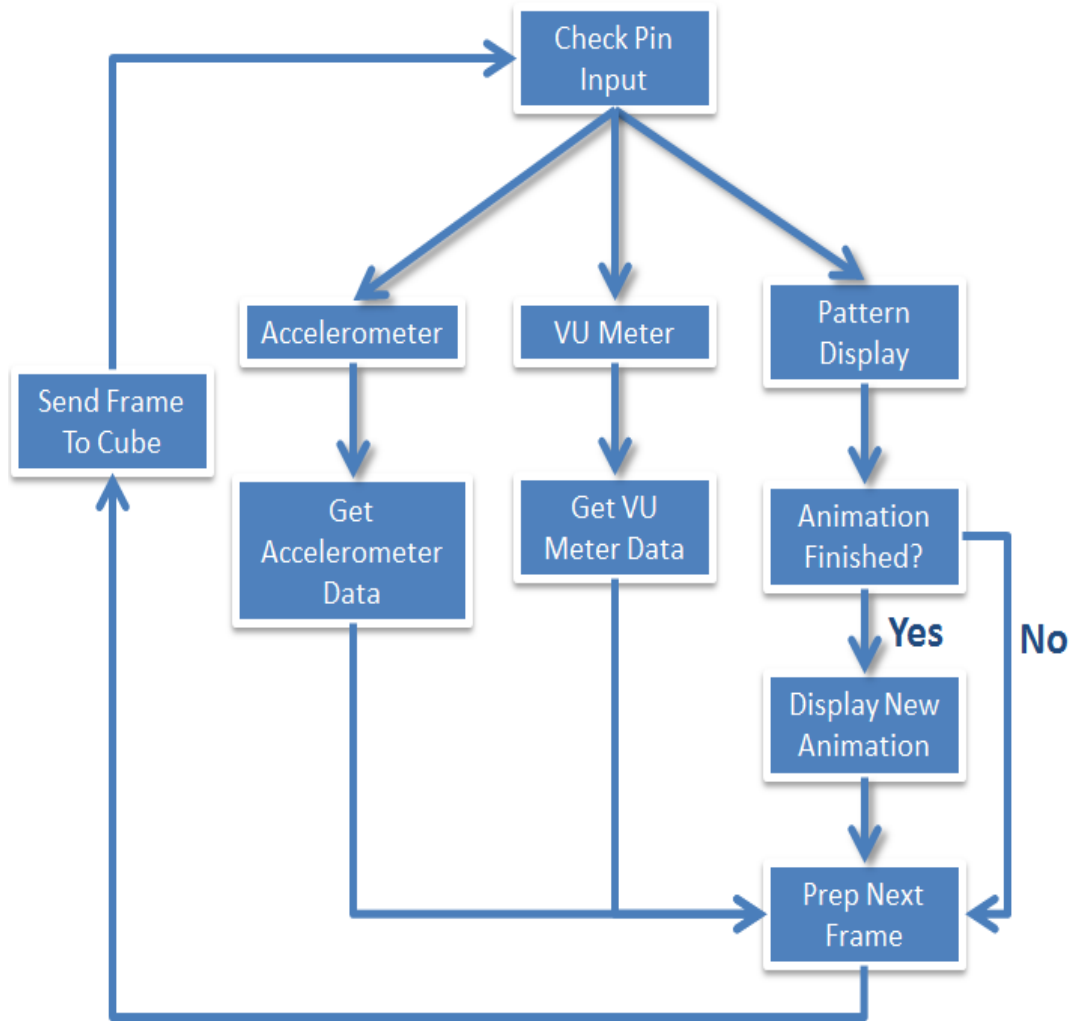 Check Pin
Input
Accelerometer
VU Meter
Pattern
Display
Send Frame
To Cube
Get
Accelerometer
Data
Get VU
Meter Data
Animation
Finished?
Yes
No
Display New
Animation
Prep Next
Frame